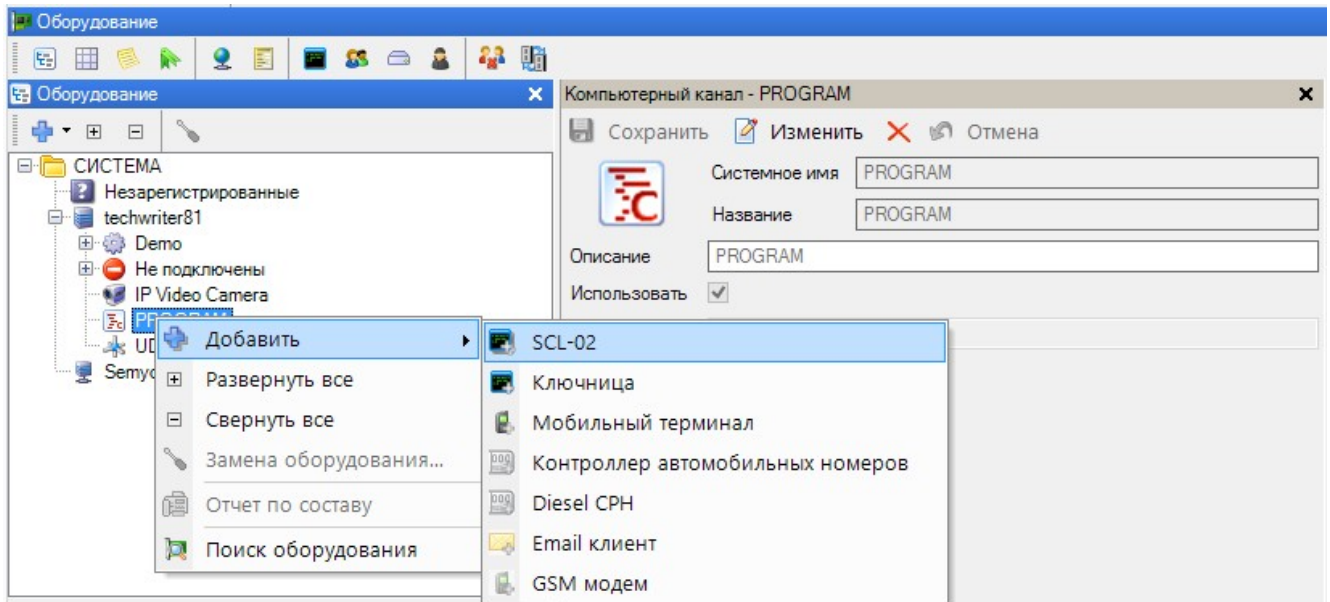 Оборудование
Оборудование
СИСТЕМА
Незарегистрированные
techwriter81
Demo
Не подключены
IP Video Camera
PROGRAM
Добавить
Развернуть все
Свернуть все
Замена оборудования...
Отчет по составу
Поиск оборудования
SCL-02
Ключница
Мобильный терминал
Контроллер автомобильных номеров
Diesel CPH
Email клиент
GSM модем
Компьютерный канал - PROGRAM
Сохранить Изменить Отмена
Системное имя PROGRAM
Название PROGRAM
Описание PROGRAM
Использовать